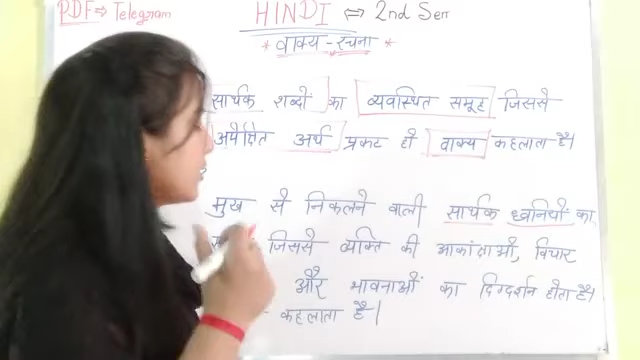 PDF⇒ Telegram
HINDI ⇔ 2nd Sem
* वाक्य - रचना *
सार्थक शब्दों का व्यवस्थित समूह जिससे
अपेक्षित अर्थ प्रकट हो वाक्य कहलाता है।
मुख से निकलने वाली सार्थक ध्वनियों का
जिससे व्यक्ति की आकांक्षाओं, विचार
और भावनाओं का दिग्दर्शन होता है।
कहलाता है।